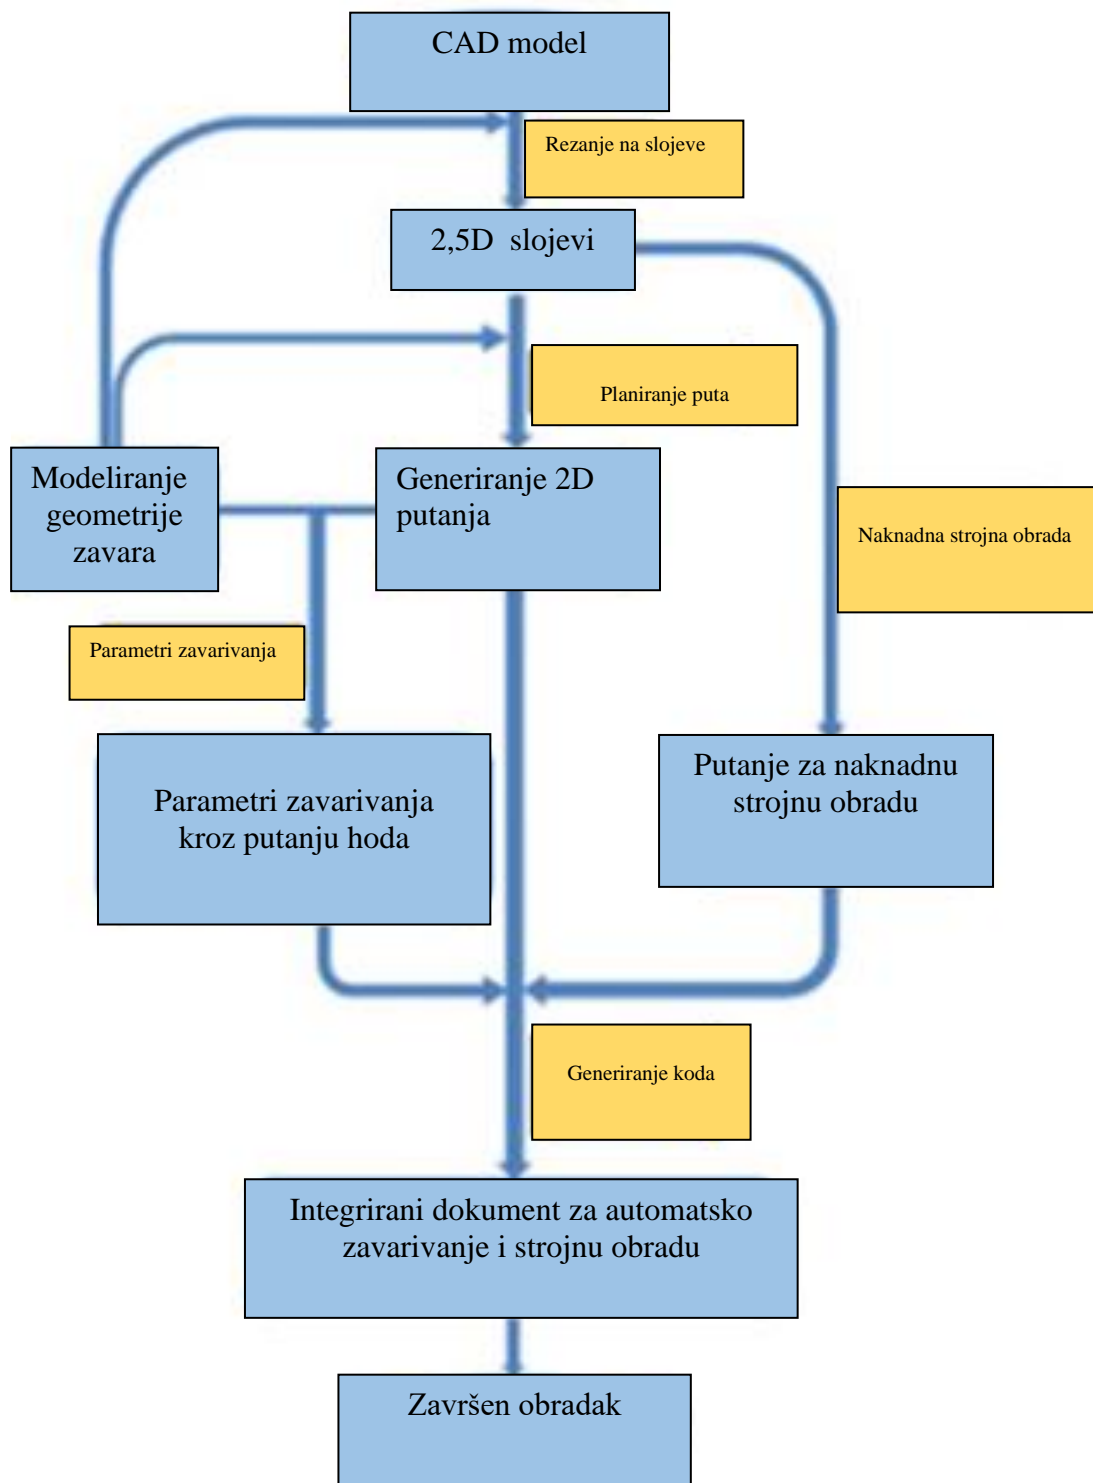 CAD model
Rezanje na slojeve
2,5D slojevi
Planiranje puta
Modeliranje
geometrije
zavara
Generiranje 2D
putanja
Naknadna strojna obrada
Parametri zavarivanja
Parametri zavarivanja
kroz putanju hoda
Putanje za naknadnu
strojnu obradu
Generiranje koda
Integrirani dokument za automatsko
zavarivanje i strojnu obradu
Završen obradak